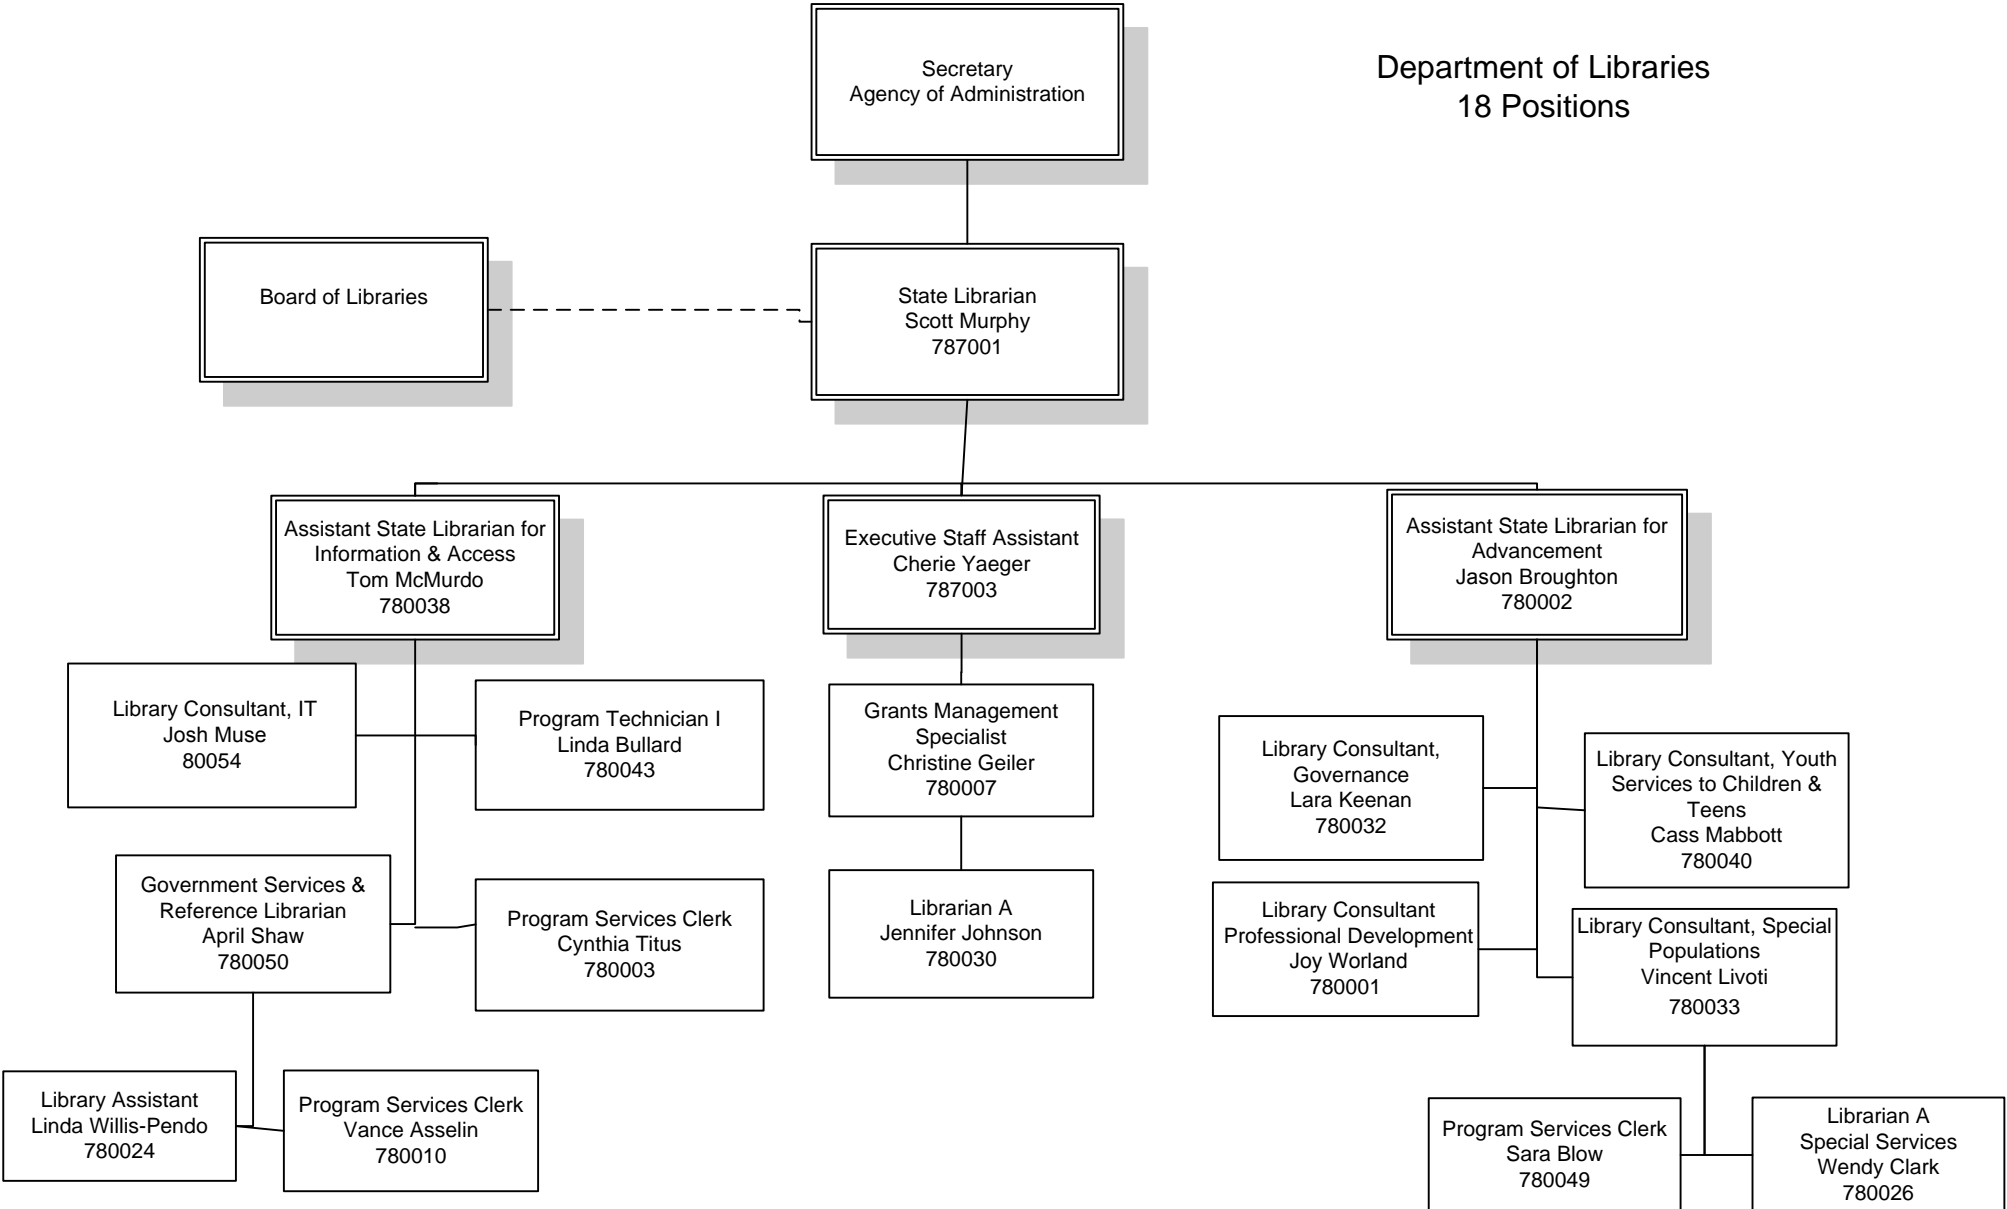 Department of Libraries
18 Positions
Secretary
Agency of Administration
Board of Libraries
State Librarian
Scott Murphy
787001
Assistant State Librarian for
Information & Access
Tom McMurdo
780038
Executive Staff Assistant
Cherie Yaeger
787003
Assistant State Librarian for
Advancement
Jason Broughton
780002
Library Consultant, IT
Josh Muse
80054
Program Technician I
Linda Bullard
780043
Grants Management
Specialist
Christine Geiler
780007
Library Consultant,
Governance
Lara Keenan
780032
Library Consultant, Youth
Services to Children &
Teens
Cass Mabbott
780040
Government Services &
Reference Librarian
April Shaw
780050
Program Services Clerk
Cynthia Titus
780003
Librarian A
Jennifer Johnson
780030
Library Consultant
Professional Development
Joy Worland
780001
Library Consultant, Special
Populations
Vincent Livoti
780033
Library Assistant
Linda Willis-Pendo
780024
Program Services Clerk
Vance Asselin
780010
Program Services Clerk
Sara Blow
780049
Librarian A
Special Services
Wendy Clark
780026